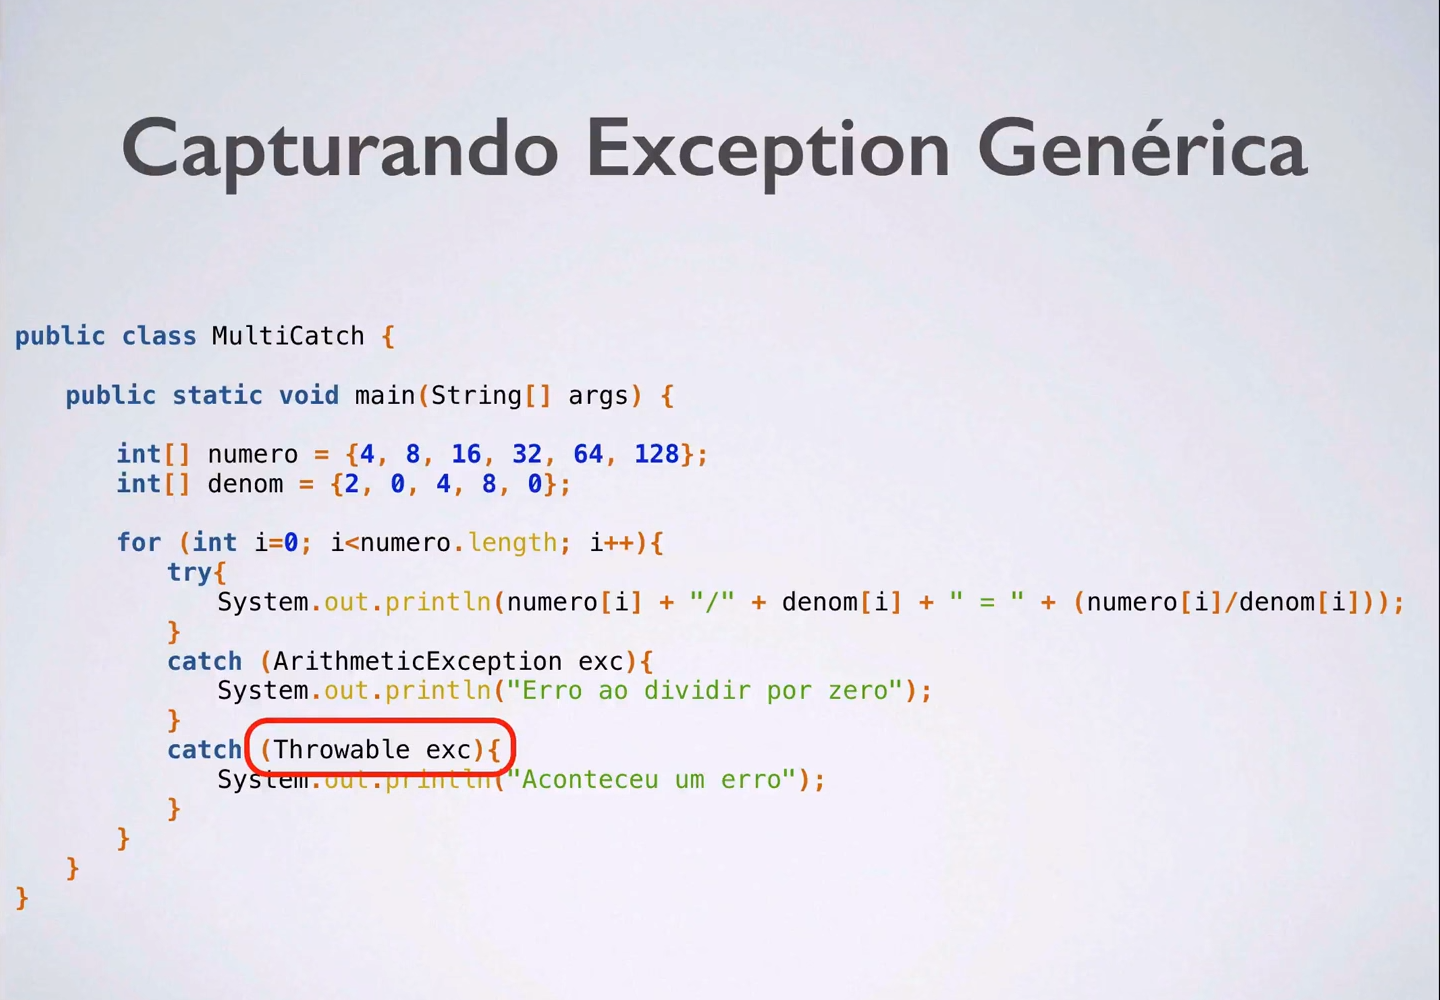 Capturando Exception Genérica
public class MultiCatch {
public static void main(String[] args) {
int[] numero = {4, 8, 16, 32, 64, 128};
int[] denom = {2, 0, 4, 8, 0};
for (int i=0; i<numero.length; i++){
try{
System.out.println(numero[i] + "/" + denom[i] + " = " + (numero[i]/denom[i]));
}
catch (ArithmeticException exc){
System.out.println("Erro ao dividir por zero");
}
catch (Throwable exc){
System.out.println("Aconteceu um erro");
}
}
}
}